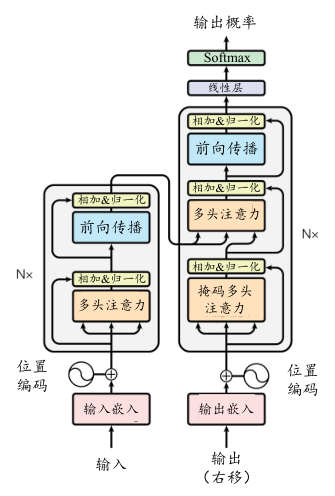 输出概率
Softmax
线性层
相加&归一化
前向传播
相加&归一化
多头注意力
相加&归一化
掩码多头
注意力
N×
相加&归一化
前向传播
相加&归一化
多头注意力
N×
位置
编码
位置
编码
输入嵌入
输出嵌入
输入
输出
（右移）